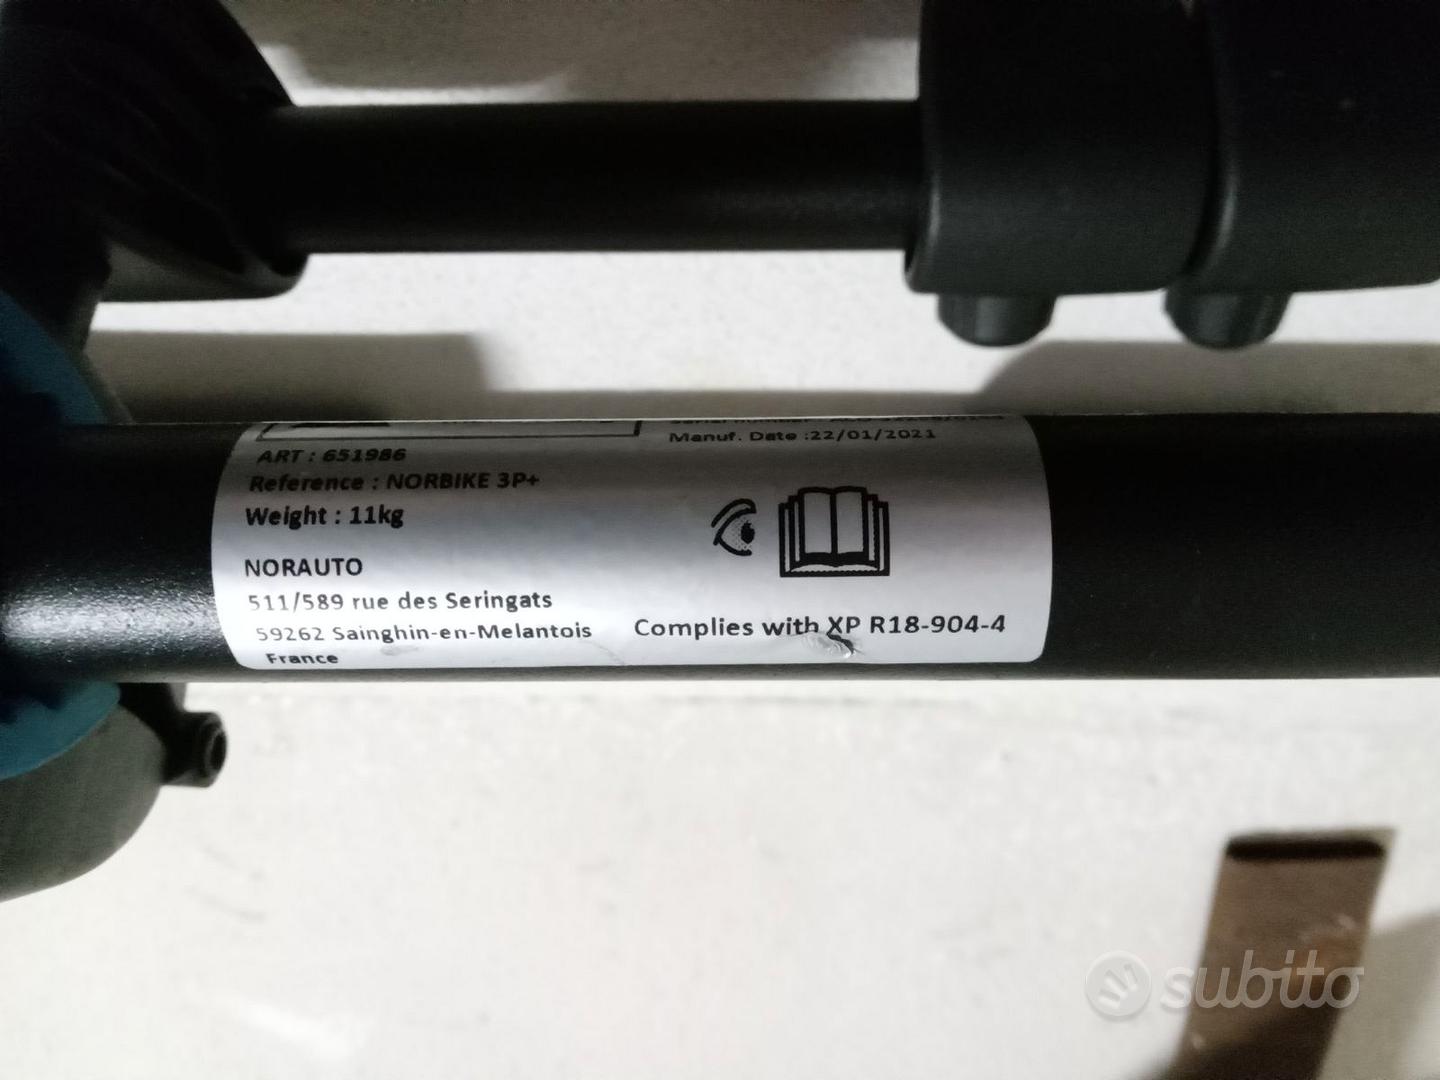 Manuf. Date :22/01/2021
ART : 651986
Reference : NORBIKE 3P+
Weight : 11kg
NORAUTO
511/589 rue des Seringats
59262 Sainghin-en-Melantois
France
Complies with XP R18-904-4
subito